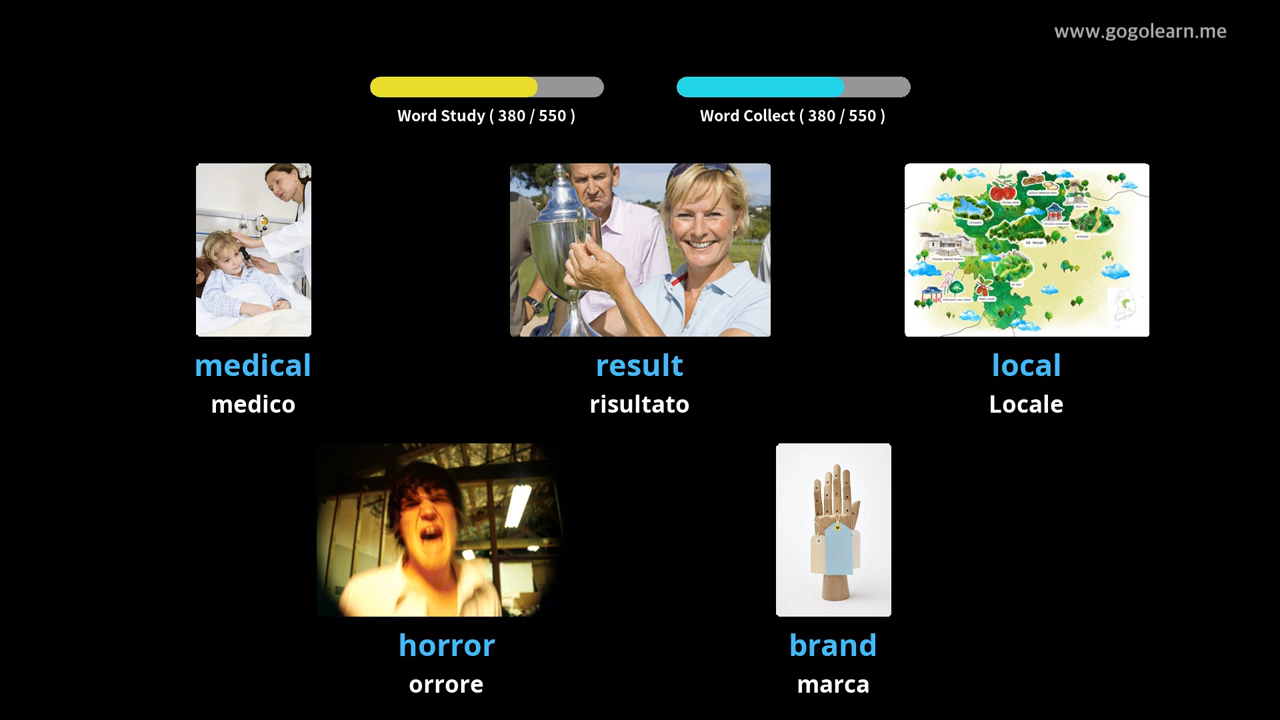 www.gogolearn.me
Word Study ( 380 / 550 )
Word Collect ( 380 / 550 )
medical
medico
result
risultato
local
Locale
horror
orrore
brand
marca